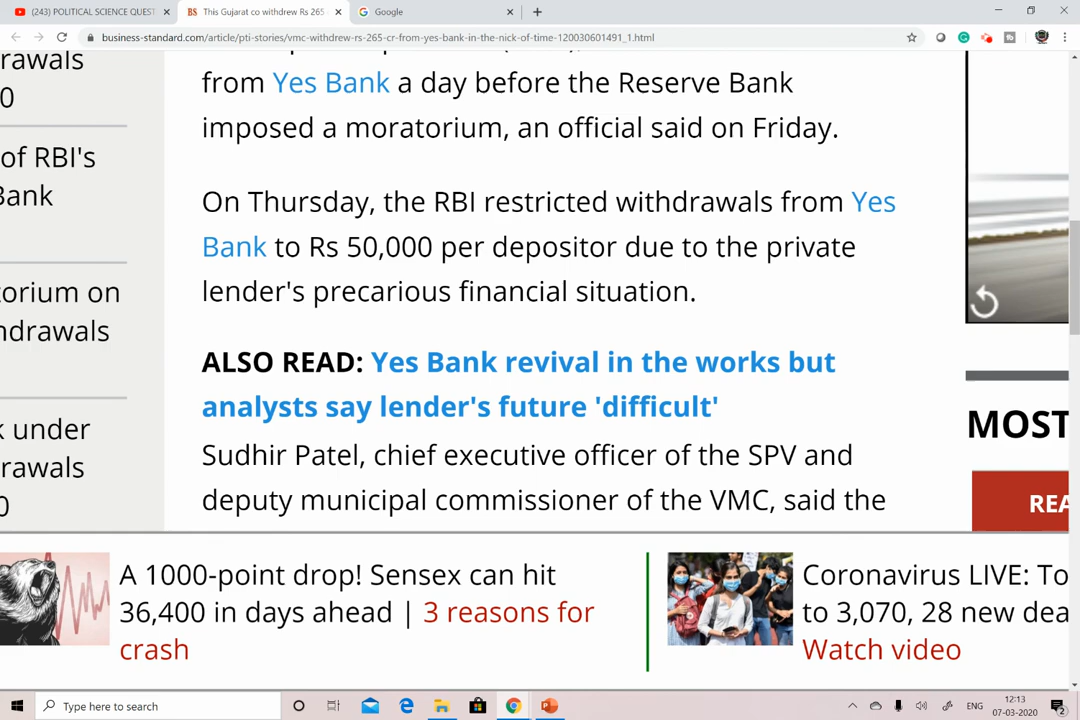 (243) POLITICAL SCIENCE QUEST
BS This Gujarat co withdrew Rs 265
Google
business-standard.com/article/pti-stories/vmc-withdrew-rs-265-cr-from-yes-bank-in-the-nick-of-time-120030601491_1.html
rawals
0
of RBI's
Bank
torium on
hdrawals
k under
rawals
0
from Yes Bank a day before the Reserve Bank
imposed a moratorium, an official said on Friday.
On Thursday, the RBI restricted withdrawals from Yes
Bank to Rs 50,000 per depositor due to the private
lender's precarious financial situation.
ALSO READ: Yes Bank revival in the works but
analysts say lender's future 'difficult'
Sudhir Patel, chief executive officer of the SPV and
deputy municipal commissioner of the VMC, said the
MOST
REA
A 1000-point drop! Sensex can hit
36,400 in days ahead | 3 reasons for
crash
Coronavirus LIVE: To
to 3,070, 28 new dea
Watch video
Type here to search
ENG
12:13
07-03-2020
2